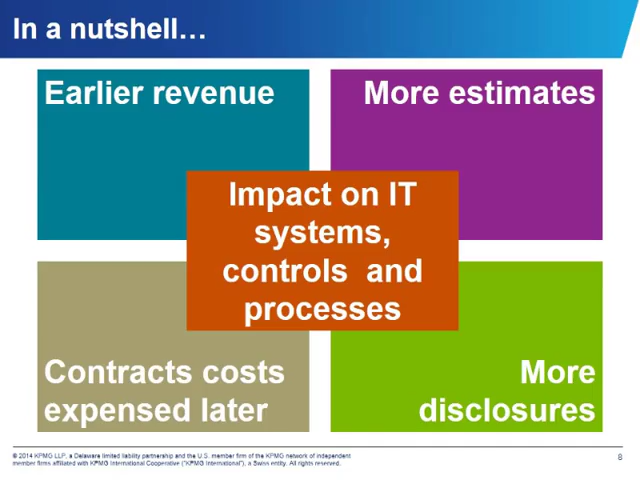 In a nutshell…
Earlier revenue
More estimates
Impact on IT
systems,
controls and
processes
Contracts costs
expensed later
More
disclosures
© 2014 KPMG LLP, a Delaware limited liability partnership and the U.S. member firm of the KPMG network of independent
member firms affiliated with KPMG International Cooperative ("KPMG International"), a Swiss entity. All rights reserved.
8